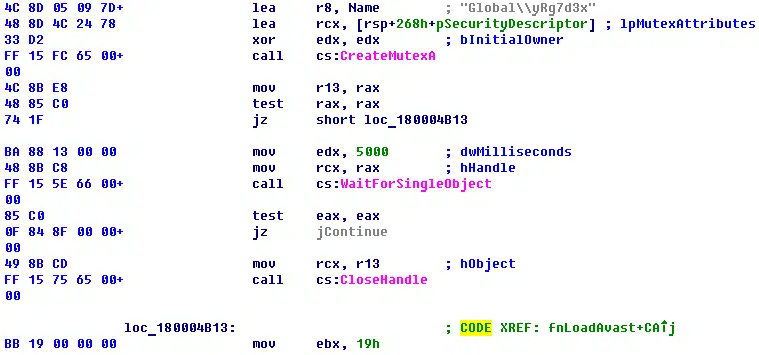 4C 8D 05 09 7D+ lea r8, Name ; "Global\\yRg7d3x"
48 8D 4C 24 78 lea rcx, [rsp+268h+pSecurityDescriptor] ; lpMutexAttributes
33 D2 xor edx, edx ; bInitialOwner
FF 15 FC 65 00+ call cs:CreateMutexA
00
4C 8B E8 mov r13, rax
48 85 C0 test rax, rax
74 1F jz short loc_180004B13
BA 88 13 00 00 mov edx, 5000 ; dwMilliseconds
48 8B C8 mov rcx, rax ; hHandle
FF 15 5E 66 00+ call cs:WaitForSingleObject
00
85 C0 test eax, eax
0F 84 8F 00 00+ jz jContinue
00
49 8B CD mov rcx, r13 ; hObject
FF 15 75 65 00+ call cs:CloseHandle
00
loc_180004B13: ; CODE XREF: fnLoadAvast+CA↑j
BB 19 00 00 00 mov ebx, 19h